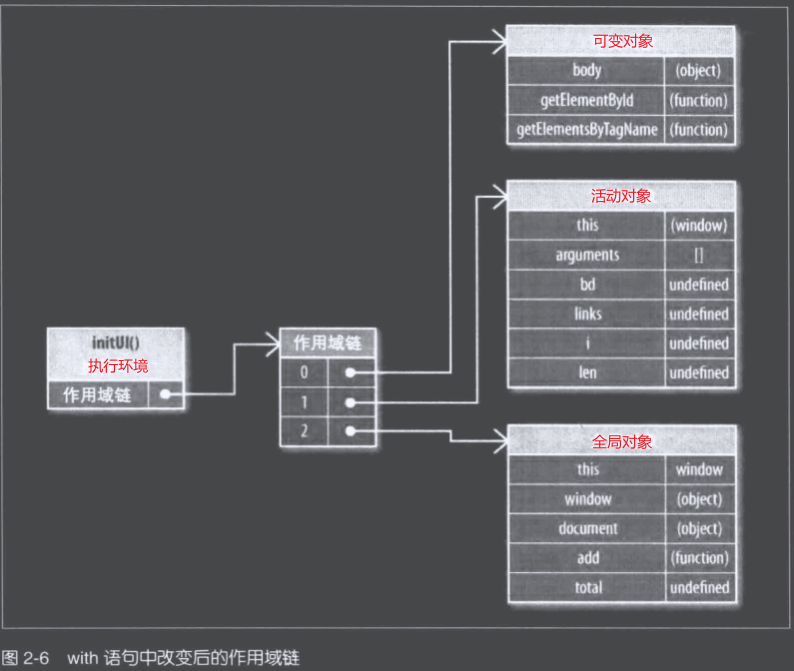 可变对象
body (object)
getElementById (function)
getElementsByTagName (function)
活动对象
this (window)
arguments []
bd undefined
links undefined
i undefined
len undefined
initUI()
执行环境
作用域链
作用域链
0
1
2
全局对象
this window
window (object)
document (object)
add (function)
total undefined
图 2-6 with 语句中改变后的作用域链